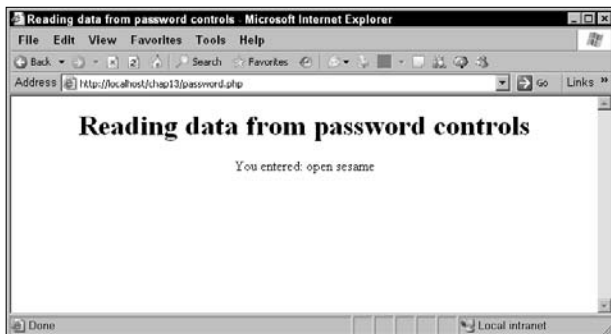 Reading data from password controls - Microsoft Internet Explorer
File Edit View Favorites Tools Help
Back Search Favorites
Address http://localhost/chap13/password.php Go Links »
Reading data from password controls
You entered: open sesame
Done Local intranet